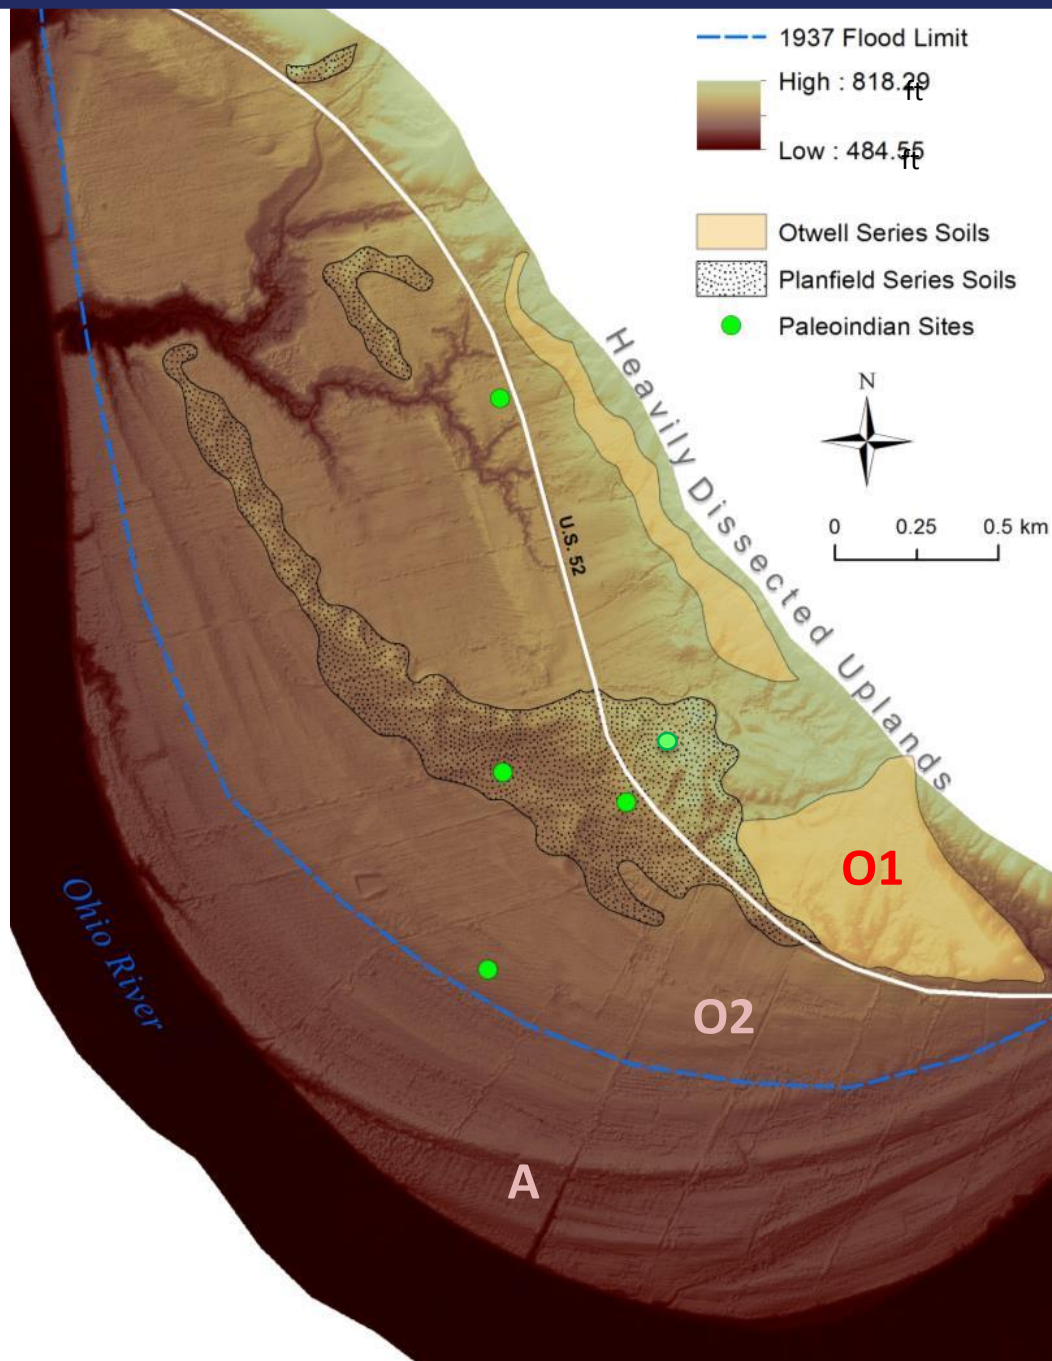 1937 Flood Limit
High : 818.29
ft
Low : 484.55
ft
Otwell Series Soils
Planfield Series Soils
Paleoindian Sites
N
0 0.25 0.5 km
Heavily Dissected Uplands
U.S. 52
O1
Ohio River
O2
A